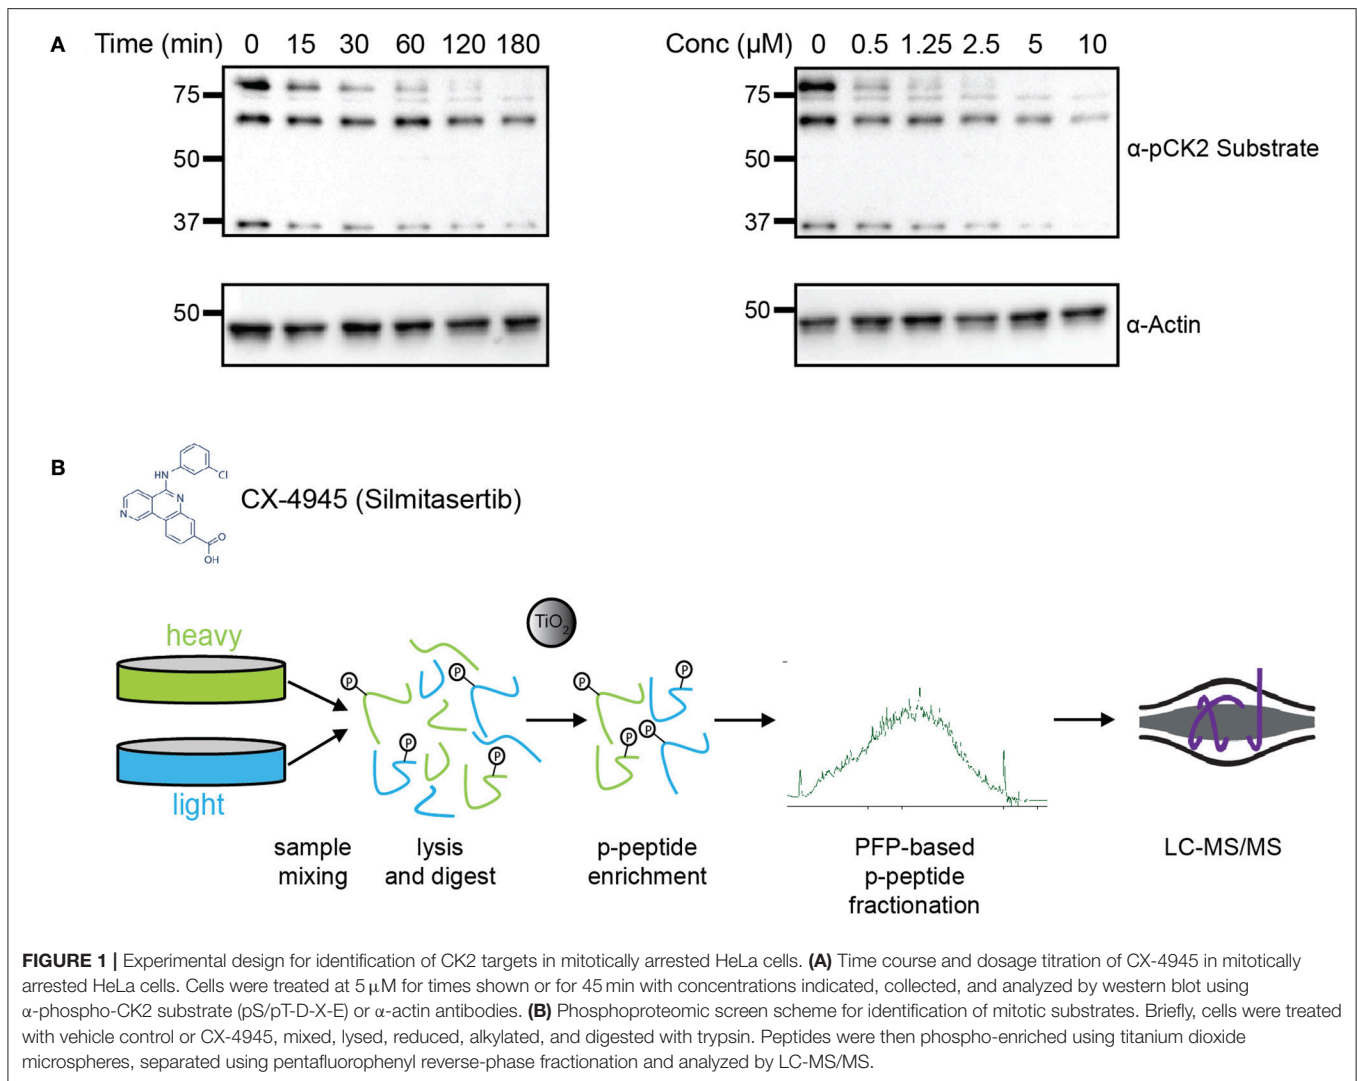 A
Time (min) 0 15 30 60 120 180
75
50
37
50
Conc (µM) 0 0.5 1.25 2.5 5 10
75
50
37
α-pCK2 Substrate
50
α-Actin
B
HN
Cl
N
N
O
OH
CX-4945 (Silmitasertib)
heavy
light
P
P
P
P
TiO2
P
P
P
P
sample
mixing
lysis
and digest
p-peptide
enrichment
PFP-based
p-peptide
fractionation
LC-MS/MS
FIGURE 1 | Experimental design for identification of CK2 targets in mitotically arrested HeLa cells. (A) Time course and dosage titration of CX-4945 in mitotically
arrested HeLa cells. Cells were treated at 5 µM for times shown or for 45 min with concentrations indicated, collected, and analyzed by western blot using
α-phospho-CK2 substrate (pS/pT-D-X-E) or α-actin antibodies. (B) Phosphoproteomic screen scheme for identification of mitotic substrates. Briefly, cells were treated
with vehicle control or CX-4945, mixed, lysed, reduced, alkylated, and digested with trypsin. Peptides were then phospho-enriched using titanium dioxide
microspheres, separated using pentafluorophenyl reverse-phase fractionation and analyzed by LC-MS/MS.